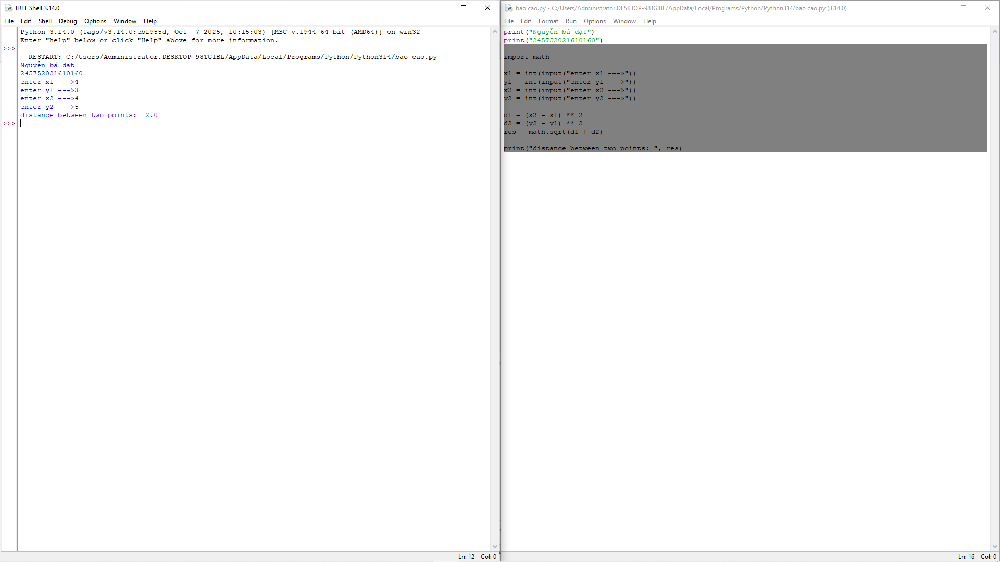 IDLE Shell 3.14.0
File Edit Shell Debug Options Window Help
Python 3.14.0 (tags/v3.14.0:ebf955d, Oct  7 2025, 10:15:03) [MSC v.1944 64 bit (AMD64)] on win32
Enter "help" below or click "Help" above for more information.
>>>
= RESTART: C:/Users/Administrator.DESKTOP-98TGIBL/AppData/Local/Programs/Python/Python314/bao cao.py
Nguyễn bá đạt
245752021610160
enter x1 --->4
enter y1 --->3
enter x2 --->4
enter y2 --->5
distance between two points:  2.0
>>>
Ln: 12 Col: 0
bao cao.py - C:/Users/Administrator.DESKTOP-98TGIBL/AppData/Local/Programs/Python/Python314/bao cao.py (3.14.0)
File Edit Format Run Options Window Help
print("Nguyễn bá đạt")
print("245752021610160")
import math
x1 = int(input("enter x1 --->"))
y1 = int(input("enter y1 --->"))
x2 = int(input("enter x2 --->"))
y2 = int(input("enter y2 --->"))
d1 = (x2 - x1) ** 2
d2 = (y2 - y1) ** 2
res = math.sqrt(d1 + d2)
print("distance between two points: ", res)
Ln: 16 Col: 0